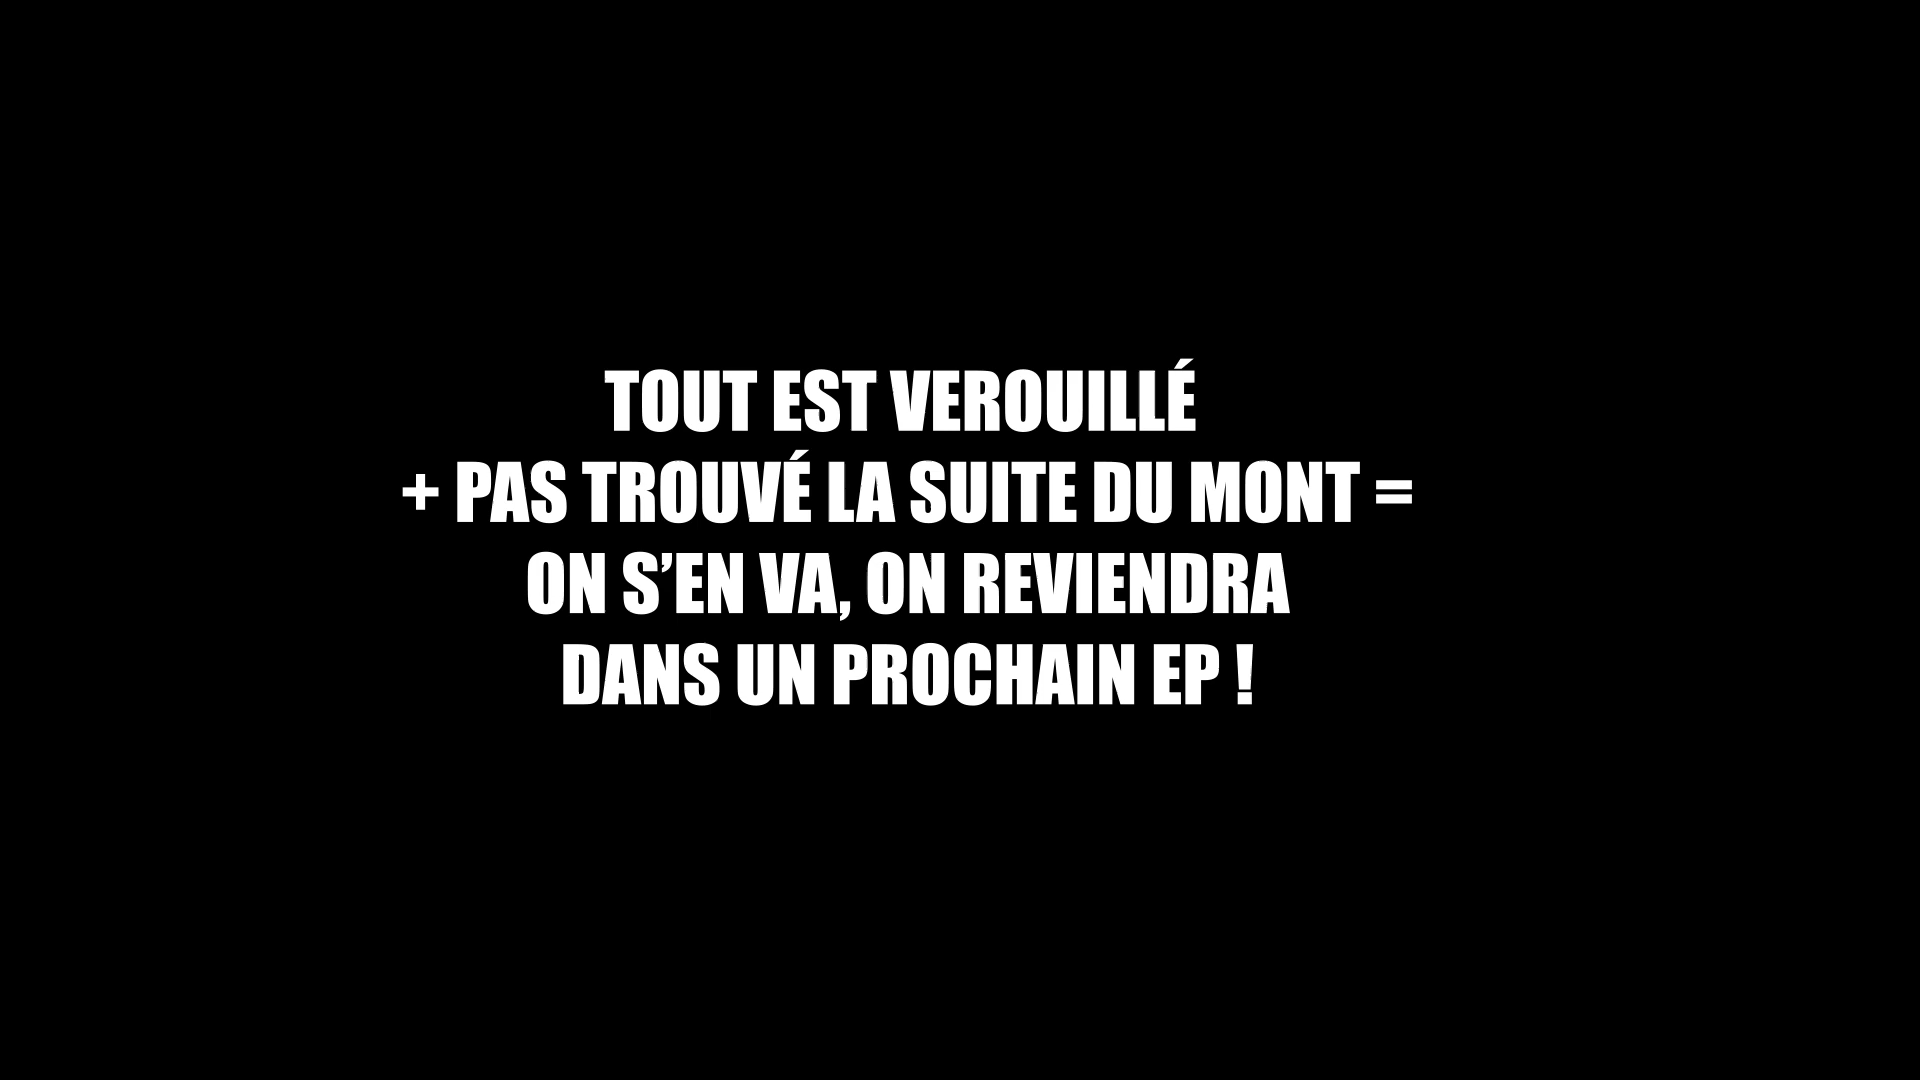 TOUT EST VEROUILLÉ
+ PAS TROUVÉ LA SUITE DU MONT =
ON S’EN VA, ON REVIENDRA
DANS UN PROCHAIN EP !